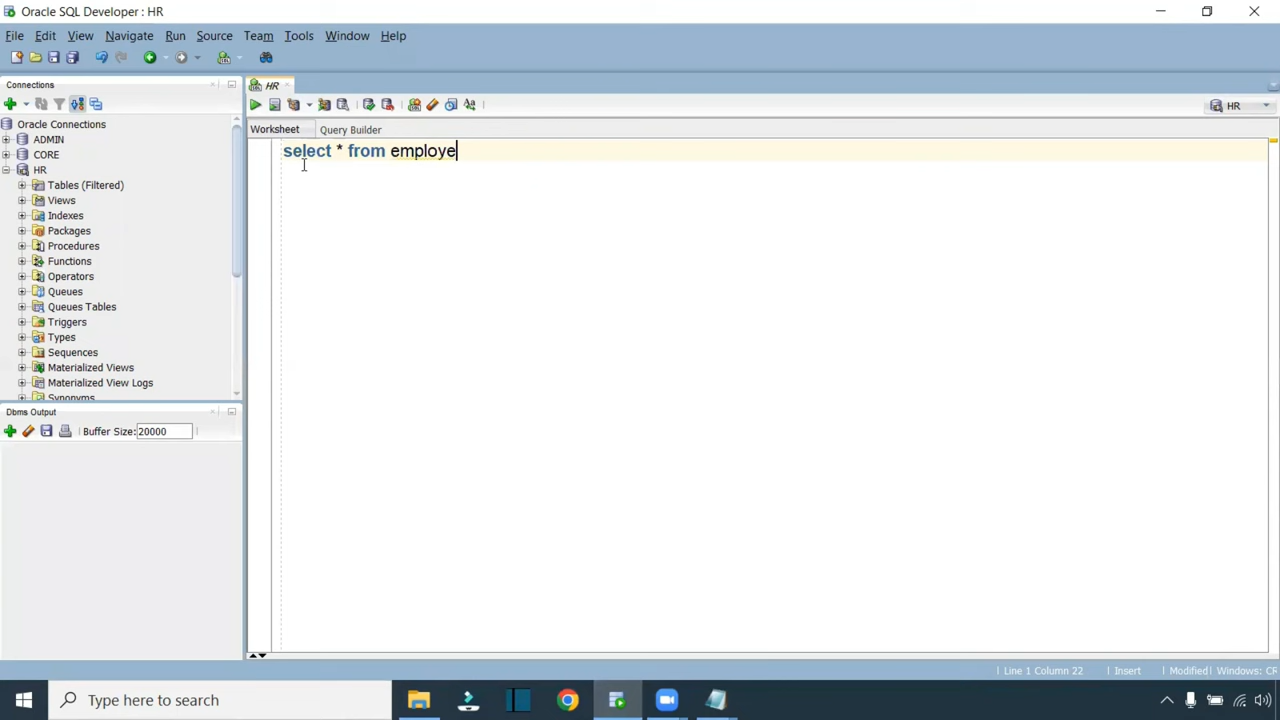 Oracle SQL Developer : HR
File Edit View Navigate Run Source Team Tools Window Help
Connections
HR
HR
Oracle Connections
Worksheet
Query Builder
ADMIN
select * from employe
CORE
HR
Tables (Filtered)
Views
Indexes
Packages
Procedures
Functions
Operators
Queues
Queues Tables
Triggers
Types
Sequences
Materialized Views
Materialized View Logs
Synonyms
Dbms Output
Buffer Size: 20000
Line 1 Column 22
Insert
Modified
Windows: CR
Type here to search